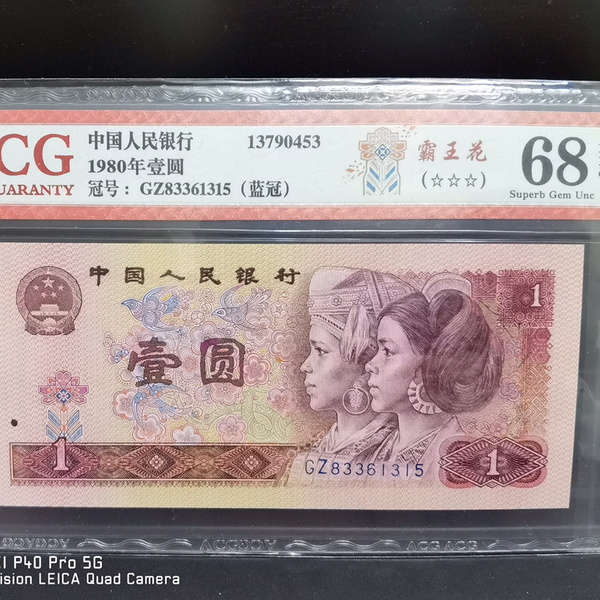 CG
UARANTY
中国人民银行 13790453
1980年壹圆
冠号：GZ83361315（蓝冠）
霸王花
(☆☆☆)
68
Superb Gem Unc
中国人民银行
壹圆
1
1
GZ83361315
1
I P40 Pro 5G
ision LEICA Quad Camera